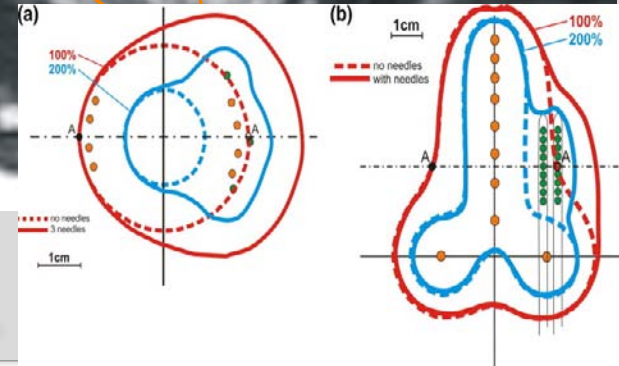 (a)
100%
200%
A
A
no needles
3 needles
1cm
(b)
1cm
100%
200%
no needles
with needles
A
A